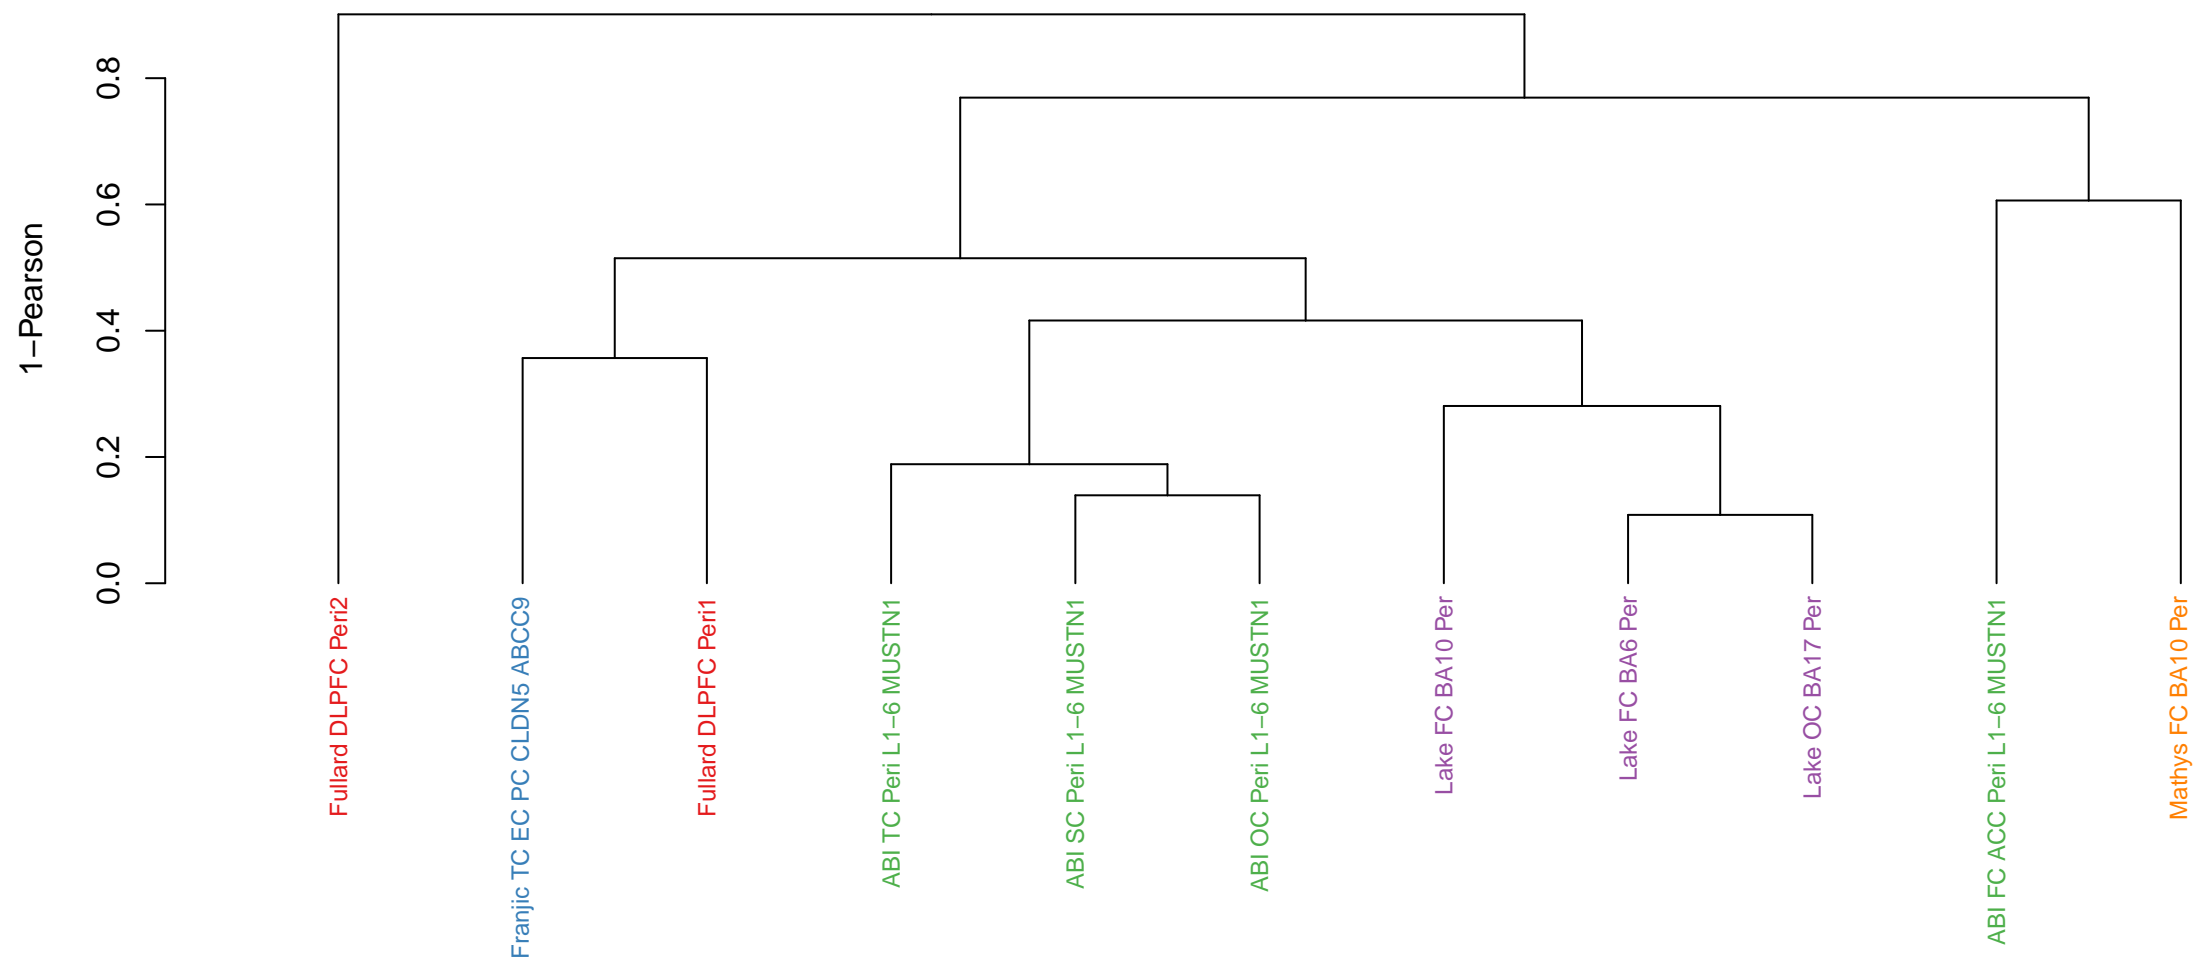 1−Pearson
0.8
0.6
0.4
0.2
0.0
Fullard DLPFC Peri2
Franjic TC EC PC CLDN5 ABCC9
Fullard DLPFC Peri1
ABI TC Peri L1−6 MUSTN1
ABI SC Peri L1−6 MUSTN1
ABI OC Peri L1−6 MUSTN1
Lake FC BA10 Per
Lake FC BA6 Per
Lake OC BA17 Per
ABI FC ACC Peri L1−6 MUSTN1
Mathys FC BA10 Per